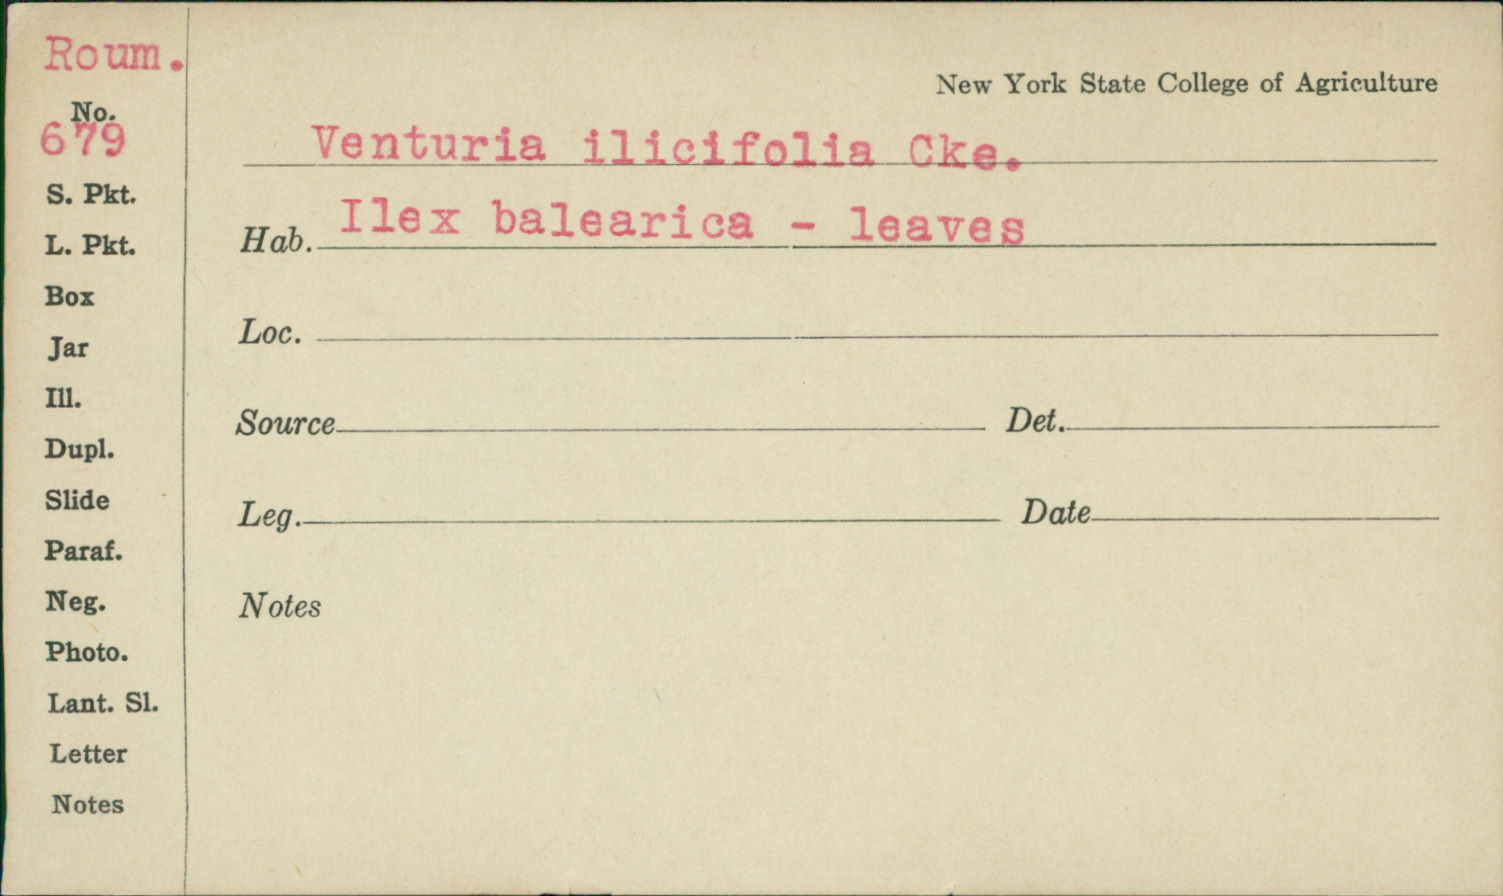 Roum.
No.
679
S. Pkt.
L. Pkt.
Box
Jar
Ill.
Dupl.
Slide
Paraf.
Neg.
Photo.
Lant. Sl.
Letter
Notes
New York State College of Agriculture
Venturia ilicifolia Cke.
Hab. Ilex balearica - leaves
Loc.
Source Det.
Leg. Date
Notes